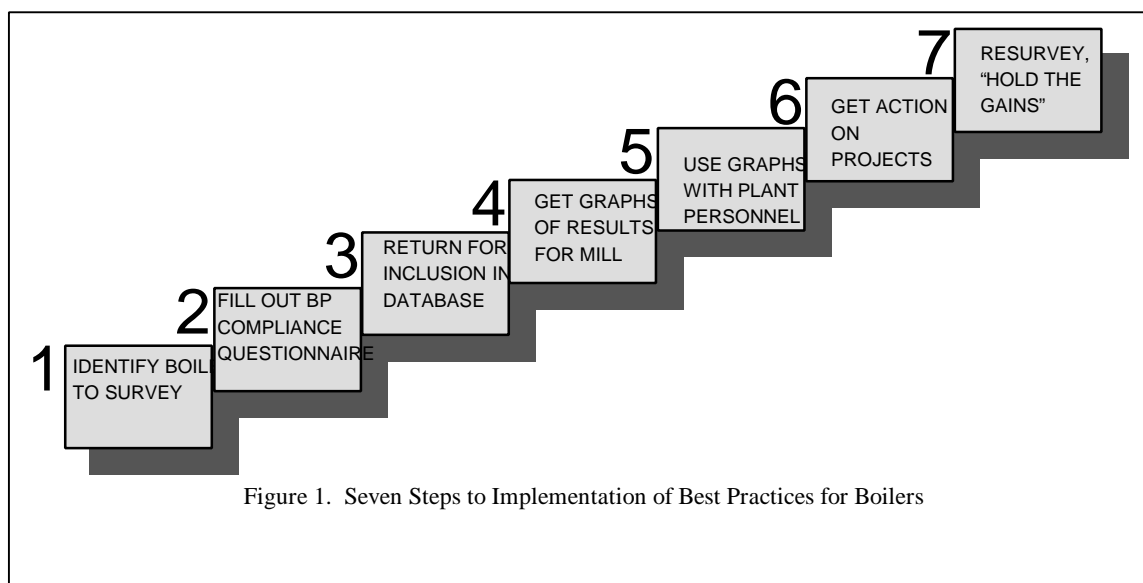 1
IDENTIFY BOIL
TO SURVEY
2
FILL OUT BP
COMPLIANCE
QUESTIONNAIRE
3
RETURN FOR
INCLUSION IN
DATABASE
4
GET GRAPHS
OF RESULTS
FOR MILL
5
USE GRAPHS
WITH PLANT
PERSONNEL
6
GET ACTION
ON
PROJECTS
7
RESURVEY,
“HOLD THE
GAINS”
Figure 1. Seven Steps to Implementation of Best Practices for Boilers